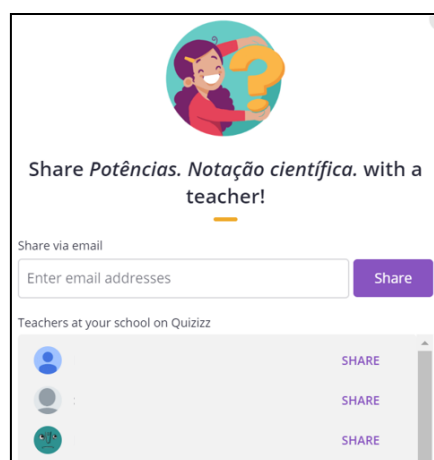 Share Potências. Notação científica. with a
teacher!
Share via email
Enter email addresses
Share
Teachers at your school on Quizizz
SHARE
SHARE
SHARE